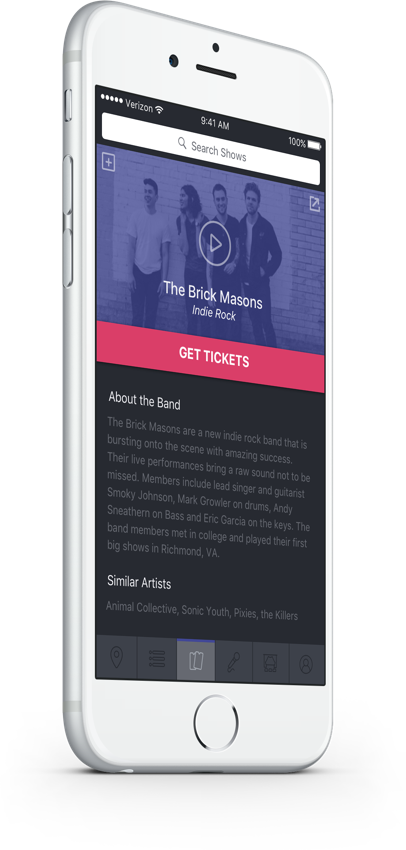 Verizon
9:41 AM
100%
Search Shows
The Brick Masons
Indie Rock
GET TICKETS
About the Band
The Brick Masons are a new indie rock band that is
bursting onto the scene with amazing success.
Their live performances bring a raw sound not to be
missed. Members include lead singer and guitarist
Smoky Johnson, Mark Growler on drums, Andy
Sneathern on Bass and Eric Garcia on the keys. The
band members met in college and played their first
big shows in Richmond, VA.
Similar Artists
Animal Collective, Sonic Youth, Pixies, the Killers